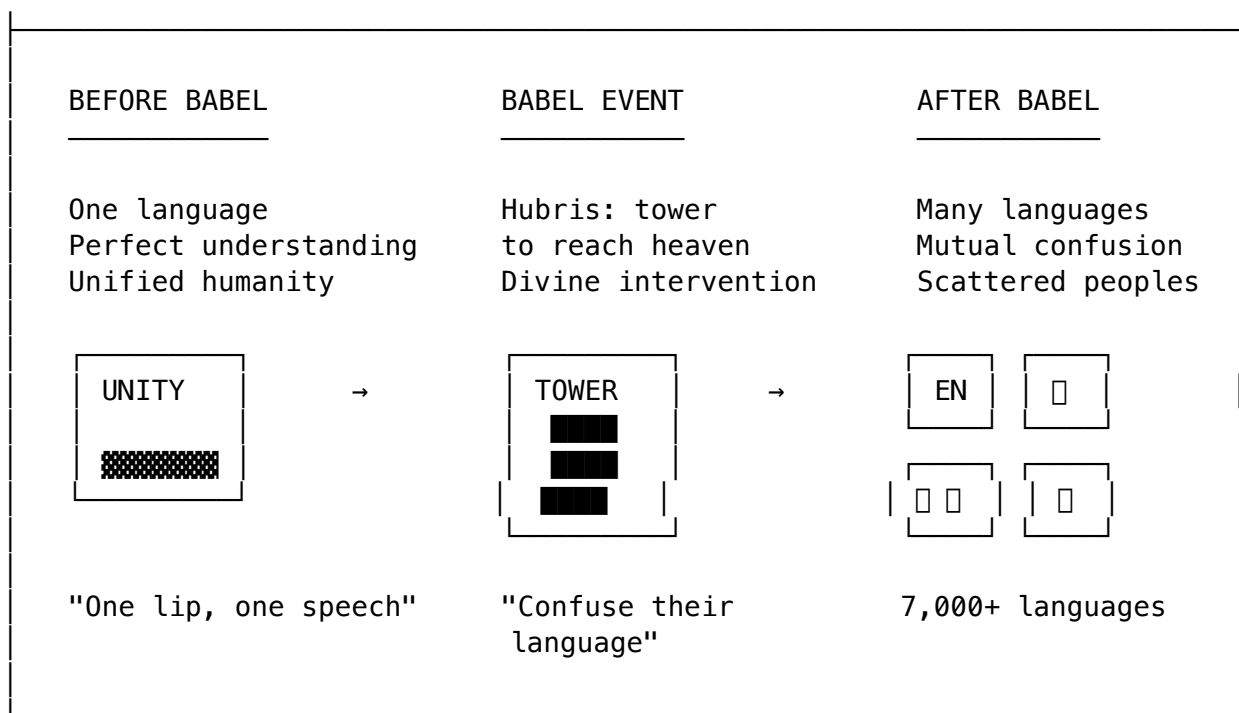 BEFORE BABEL
BABEL EVENT
AFTER BABEL
One language
Perfect understanding
Unified humanity
Hubris: tower
to reach heaven
Divine intervention
Many languages
Mutual confusion
Scattered peoples
UNITY
→
TOWER
→
EN
"One lip, one speech"
"Confuse their
language"
7,000+ languages